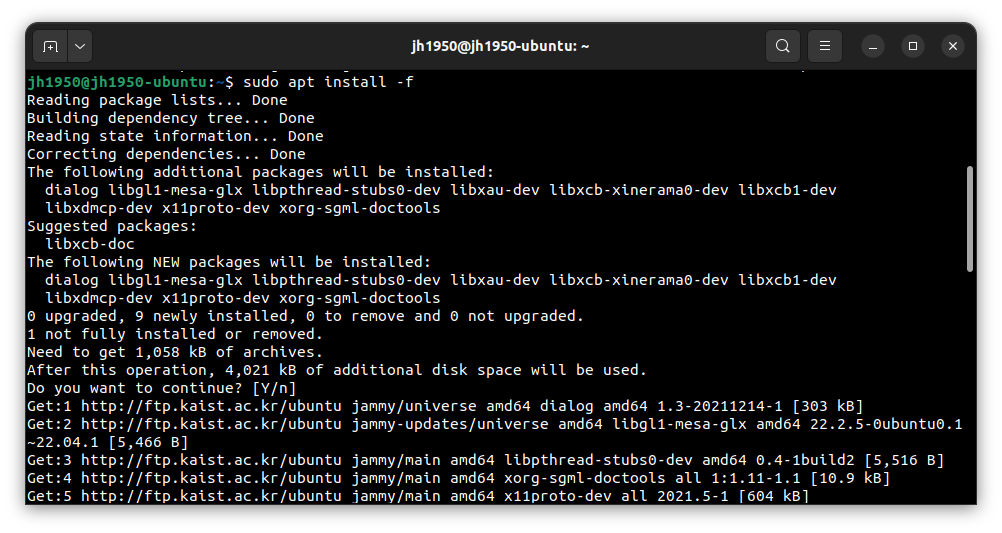 jh1950@jh1950-ubuntu: ~
jh1950@jh1950-ubuntu:~$ sudo apt install -f
Reading package lists... Done
Building dependency tree... Done
Reading state information... Done
Correcting dependencies... Done
The following additional packages will be installed:
  dialog libgl1-mesa-glx libpthread-stubs0-dev libxau-dev libxcb-xinerama0-dev libxcb1-dev
  libxdmcp-dev x11proto-dev xorg-sgml-doctools
Suggested packages:
  libxcb-doc
The following NEW packages will be installed:
  dialog libgl1-mesa-glx libpthread-stubs0-dev libxau-dev libxcb-xinerama0-dev libxcb1-dev
  libxdmcp-dev x11proto-dev xorg-sgml-doctools
0 upgraded, 9 newly installed, 0 to remove and 0 not upgraded.
1 not fully installed or removed.
Need to get 1,058 kB of archives.
After this operation, 4,021 kB of additional disk space will be used.
Do you want to continue? [Y/n]
Get:1 http://ftp.kaist.ac.kr/ubuntu jammy/universe amd64 dialog amd64 1.3-20211214-1 [303 kB]
Get:2 http://ftp.kaist.ac.kr/ubuntu jammy-updates/universe amd64 libgl1-mesa-glx amd64 22.2.5-0ubuntu0.1
~22.04.1 [5,466 B]
Get:3 http://ftp.kaist.ac.kr/ubuntu jammy/main amd64 libpthread-stubs0-dev amd64 0.4-1build2 [5,516 B]
Get:4 http://ftp.kaist.ac.kr/ubuntu jammy/main amd64 xorg-sgml-doctools all 1:1.11-1.1 [10.9 kB]
Get:5 http://ftp.kaist.ac.kr/ubuntu jammy/main amd64 x11proto-dev all 2021.5-1 [604 kB]